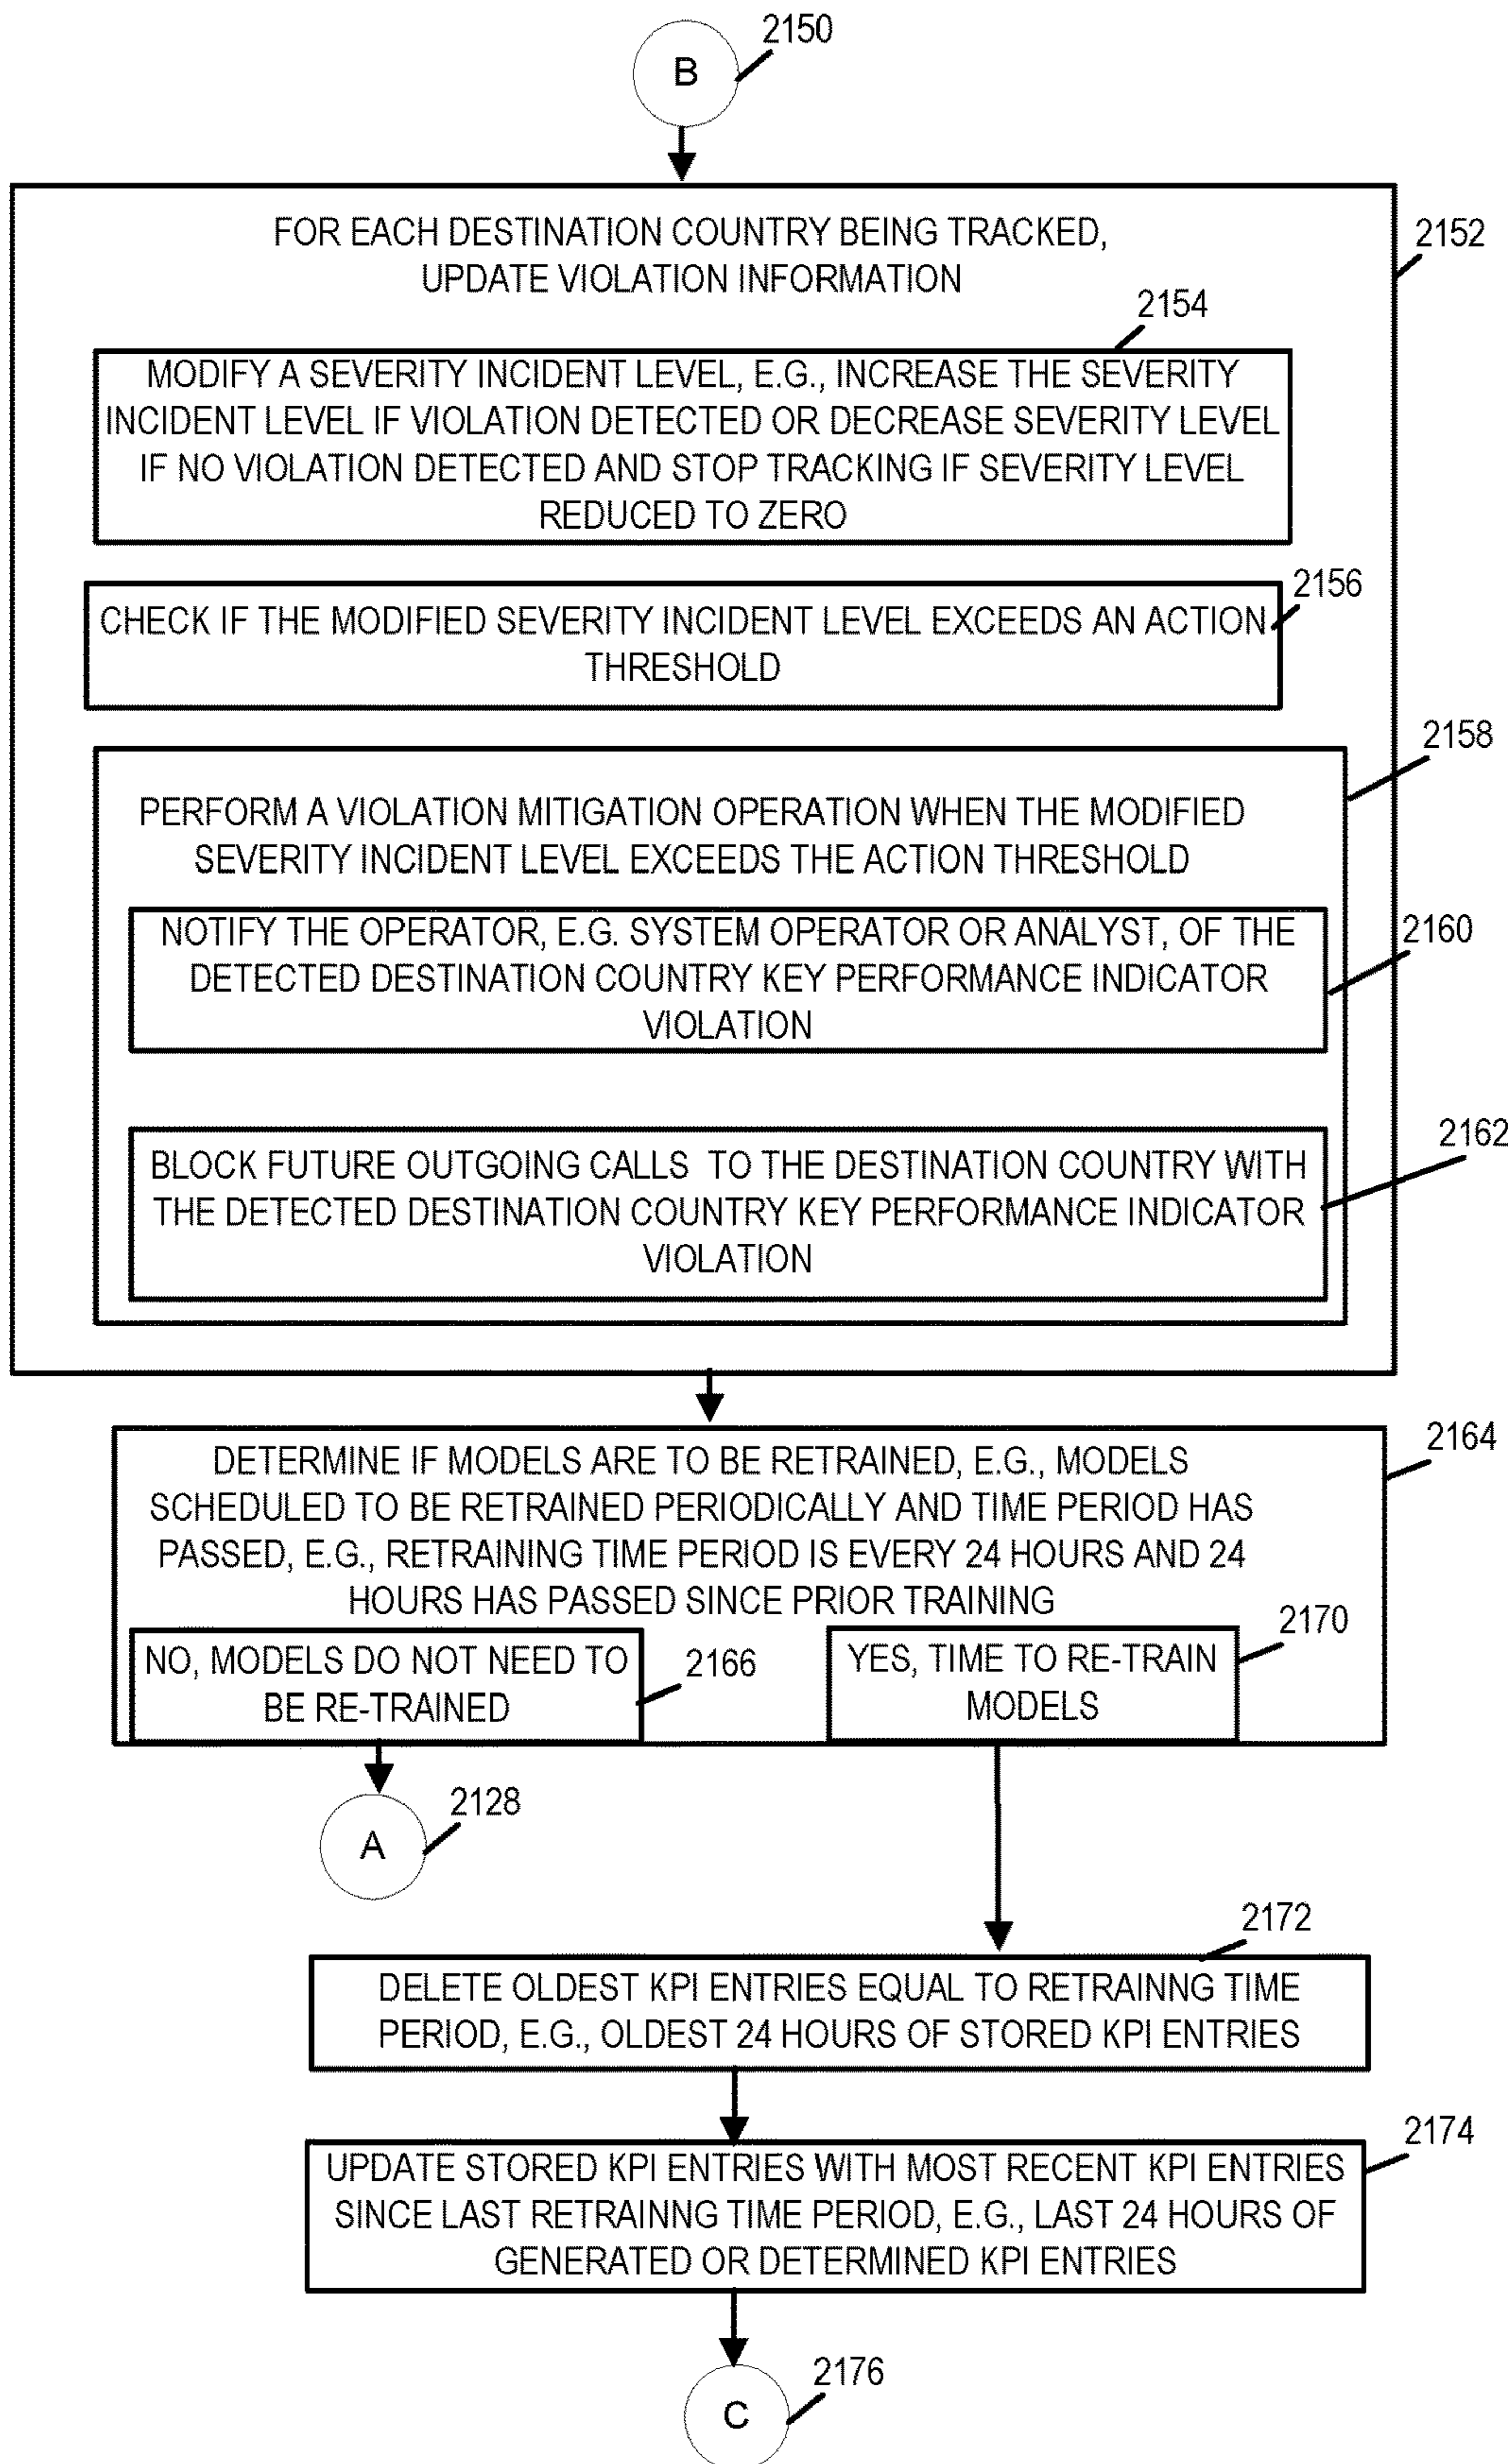 2150
B
FOR EACH DESTINATION COUNTRY BEING TRACKED,
UPDATE VIOLATION INFORMATION
2152
2154
MODIFY A SEVERITY INCIDENT LEVEL, E.G., INCREASE THE SEVERITY
INCIDENT LEVEL IF VIOLATION DETECTED OR DECREASE SEVERITY LEVEL
IF NO VIOLATION DETECTED AND STOP TRACKING IF SEVERITY LEVEL
REDUCED TO ZERO
2156
CHECK IF THE MODIFIED SEVERITY INCIDENT LEVEL EXCEEDS AN ACTION
THRESHOLD
2158
PERFORM A VIOLATION MITIGATION OPERATION WHEN THE MODIFIED
SEVERITY INCIDENT LEVEL EXCEEDS THE ACTION THRESHOLD
2160
NOTIFY THE OPERATOR, E.G. SYSTEM OPERATOR OR ANALYST, OF THE
DETECTED DESTINATION COUNTRY KEY PERFORMANCE INDICATOR
VIOLATION
2162
BLOCK FUTURE OUTGOING CALLS TO THE DESTINATION COUNTRY WITH
THE DETECTED DESTINATION COUNTRY KEY PERFORMANCE INDICATOR
VIOLATION
2164
DETERMINE IF MODELS ARE TO BE RETRAINED, E.G., MODELS
SCHEDULED TO BE RETRAINED PERIODICALLY AND TIME PERIOD HAS
PASSED, E.G., RETRAINING TIME PERIOD IS EVERY 24 HOURS AND 24
HOURS HAS PASSED SINCE PRIOR TRAINING
NO, MODELS DO NOT NEED TO
BE RE-TRAINED
2166
YES, TIME TO RE-TRAIN
MODELS
2170
A
2128
2172
DELETE OLDEST KPI ENTRIES EQUAL TO RETRAINNG TIME
PERIOD, E.G., OLDEST 24 HOURS OF STORED KPI ENTRIES
2174
UPDATE STORED KPI ENTRIES WITH MOST RECENT KPI ENTRIES
SINCE LAST RETRAINNG TIME PERIOD, E.G., LAST 24 HOURS OF
GENERATED OR DETERMINED KPI ENTRIES
2176
C